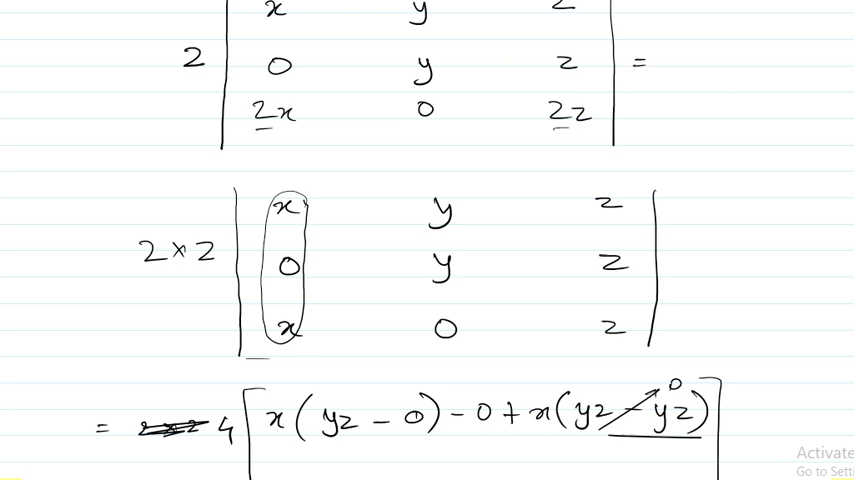 x y z
2 0 y z =
2x 0 2z
x y z
2 × 2 0 y z
x 0 z
= 4 [ x ( yz - 0 ) - 0 + x ( yz - yz ) 0 ]
Activate
Go to Setti